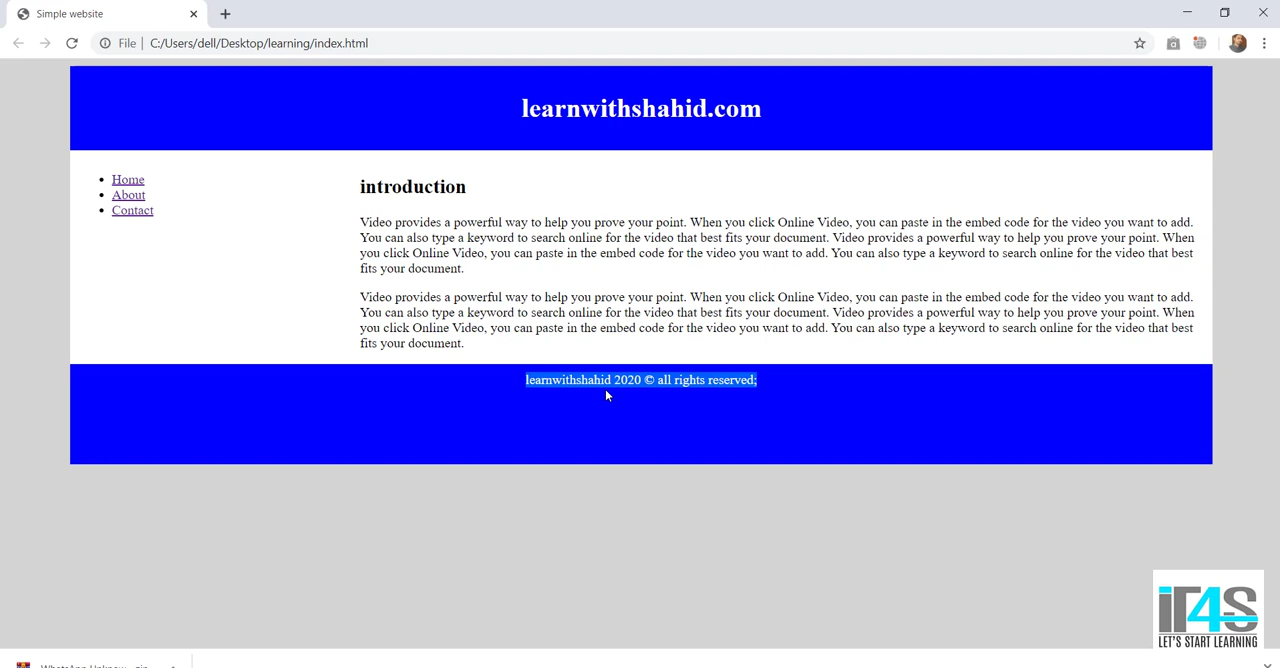 Simple website
File | C:/Users/dell/Desktop/learning/index.html
learnwithshahid.com
Home
About
Contact
introduction
Video provides a powerful way to help you prove your point. When you click Online Video, you can paste in the embed code for the video you want to add.
You can also type a keyword to search online for the video that best fits your document. Video provides a powerful way to help you prove your point. When
you click Online Video, you can paste in the embed code for the video you want to add. You can also type a keyword to search online for the video that best
fits your document.
Video provides a powerful way to help you prove your point. When you click Online Video, you can paste in the embed code for the video you want to add.
You can also type a keyword to search online for the video that best fits your document. Video provides a powerful way to help you prove your point. When
you click Online Video, you can paste in the embed code for the video you want to add. You can also type a keyword to search online for the video that best
fits your document.
learnwithshahid 2020 © all rights reserved;
iT4S
LET'S START LEARNING